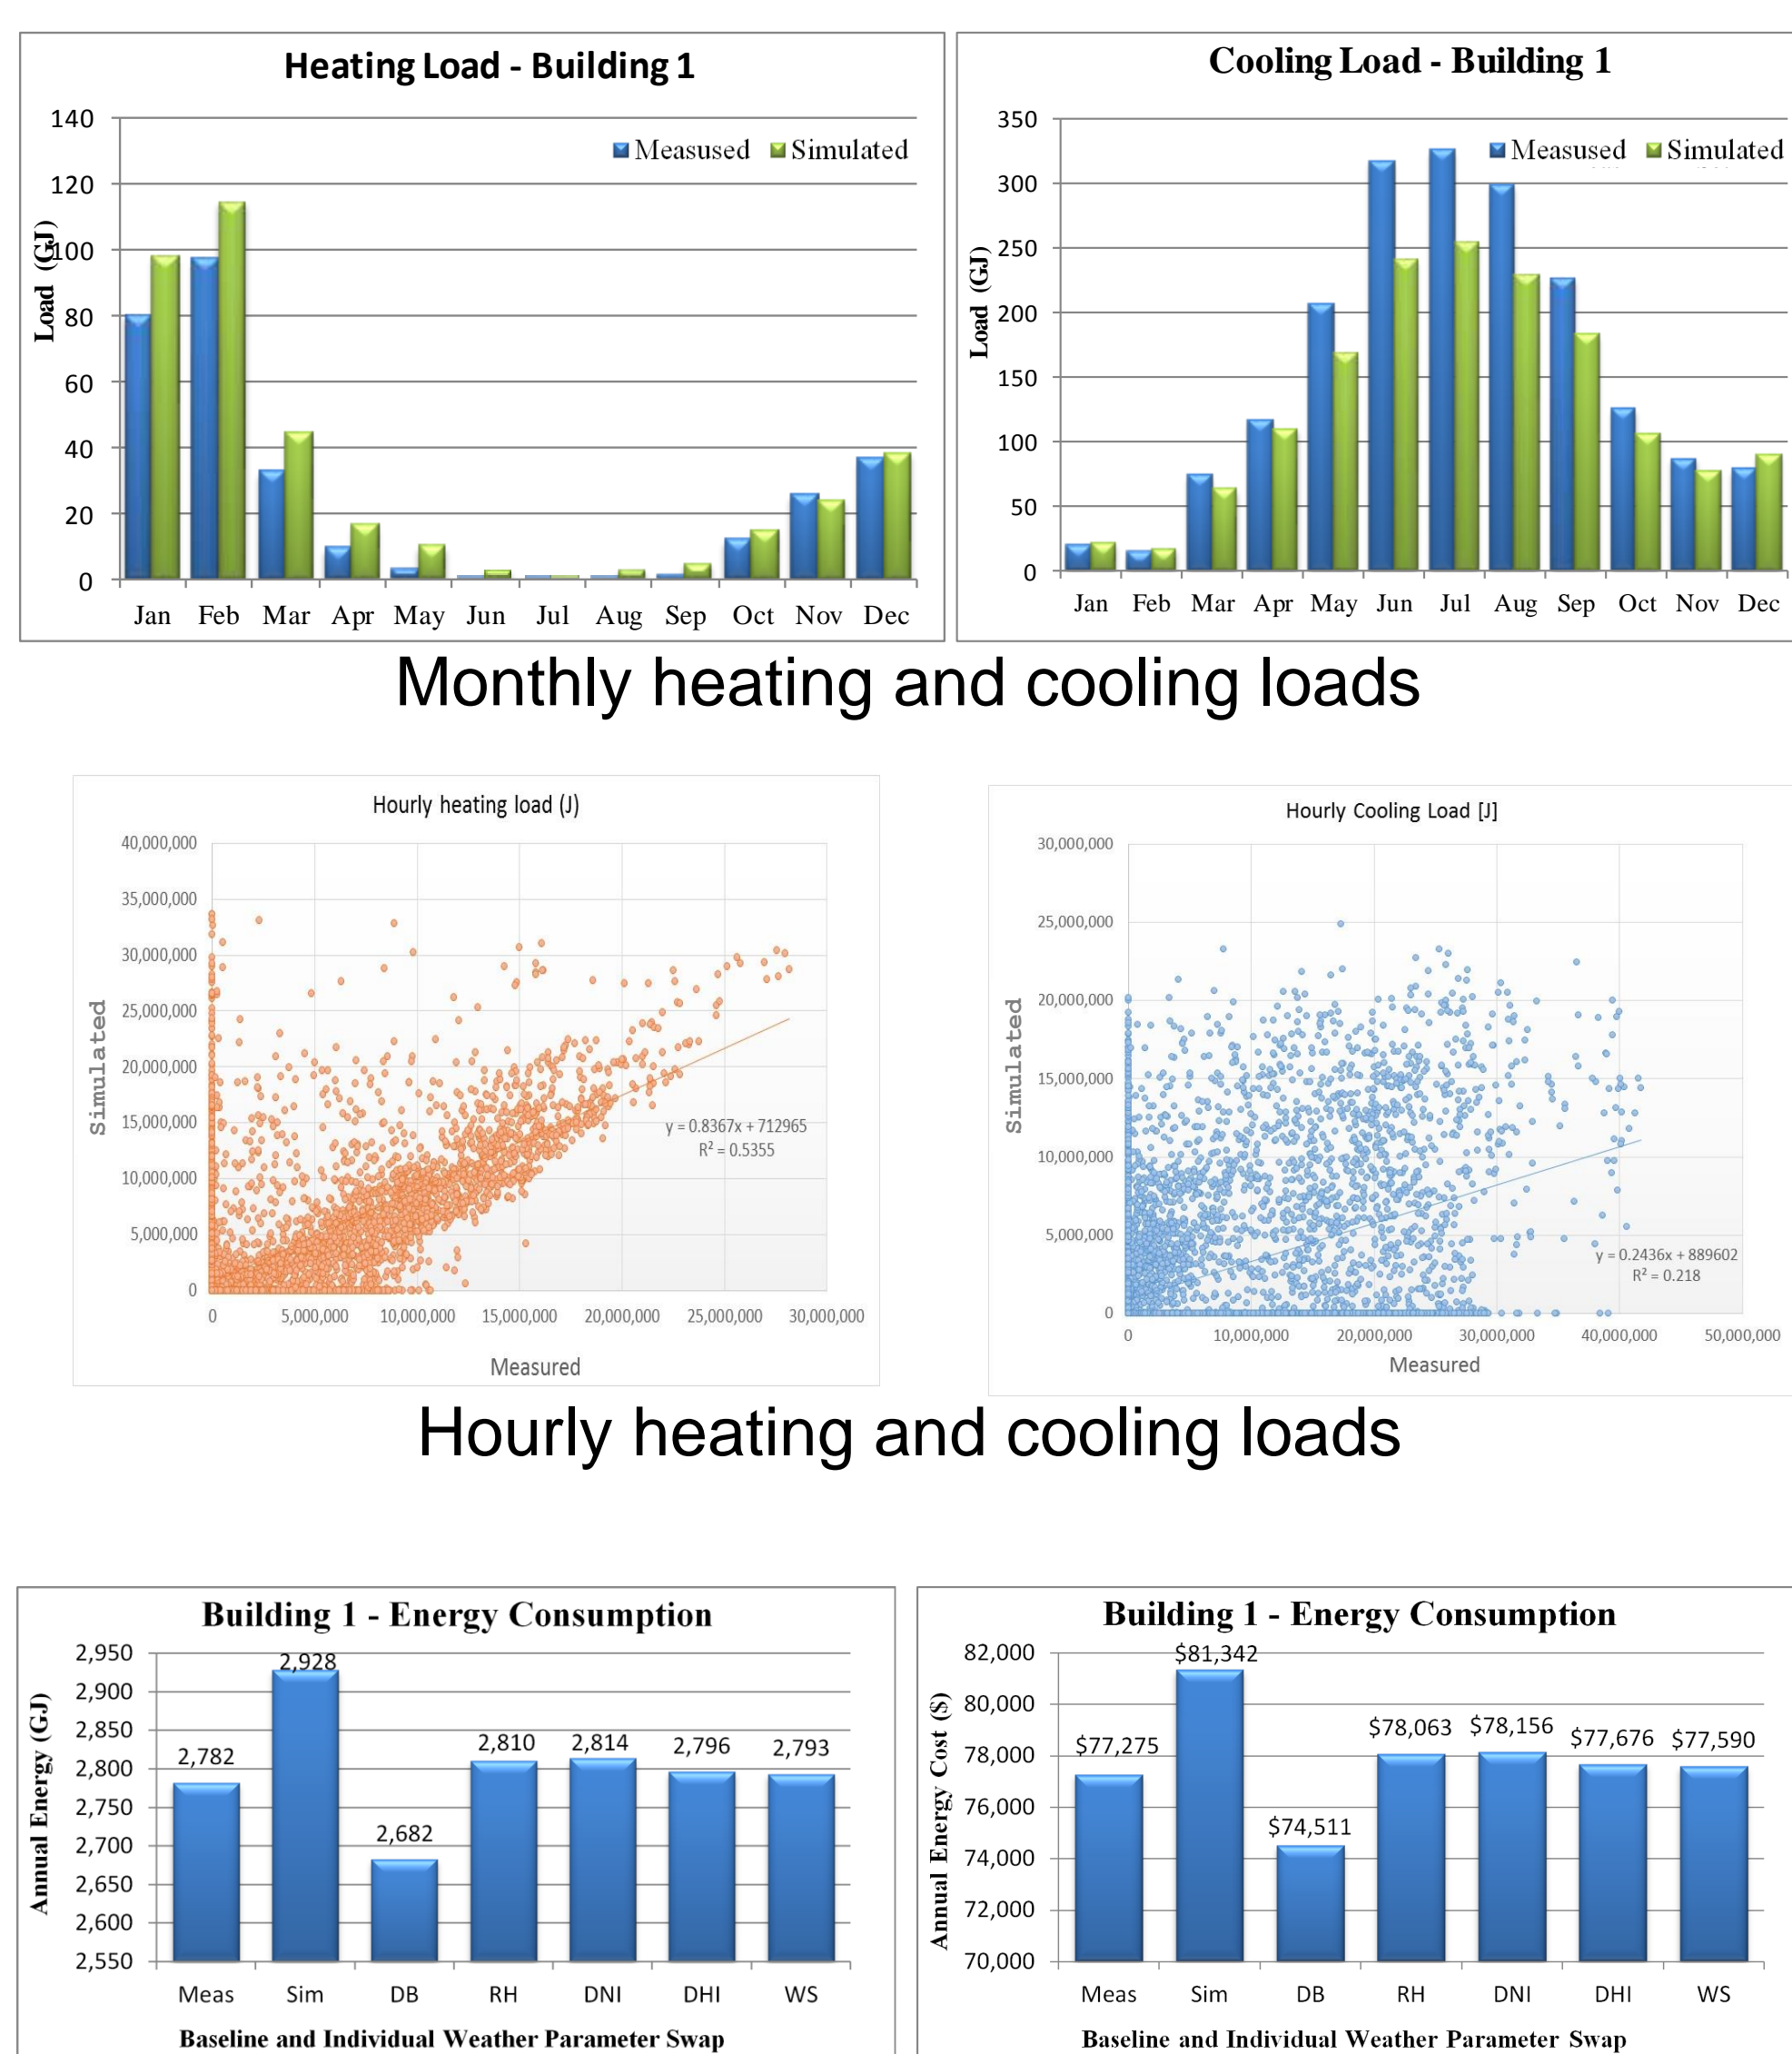 Heating Load - Building 1
Measused Simulated
Load (GJ)
140
120
100
80
60
40
20
0
Jan Feb Mar Apr May Jun Jul Aug Sep Oct Nov Dec
Cooling Load - Building 1
Measused Simulated
Load (GJ)
350
300
250
200
150
100
50
0
Jan Feb Mar Apr May Jun Jul Aug Sep Oct Nov Dec
Monthly heating and cooling loads
Hourly heating load (J)
Simulated
40,000,000
35,000,000
30,000,000
25,000,000
20,000,000
15,000,000
10,000,000
5,000,000
0
y = 0.8367x + 712965
R² = 0.5355
0 5,000,000 10,000,000 15,000,000 20,000,000 25,000,000 30,000,000
Measured
Hourly Cooling Load [J]
Simulated
30,000,000
25,000,000
20,000,000
15,000,000
10,000,000
5,000,000
0
y = 0.2436x + 889602
R² = 0.218
0 10,000,000 20,000,000 30,000,000 40,000,000 50,000,000
Measured
Hourly heating and cooling loads
Building 1 - Energy Consumption
Annual Energy (GJ)
2,950
2,900
2,850
2,800
2,750
2,700
2,650
2,600
2,550
2,782 2,928 2,682 2,810 2,814 2,796 2,793
Meas Sim DB RH DNI DHI WS
Baseline and Individual Weather Parameter Swap
Building 1 - Energy Consumption
Annual Energy Cost ($)
82,000
80,000
78,000
76,000
74,000
72,000
70,000
$77,275 $81,342 $74,511 $78,063 $78,156 $77,676 $77,590
Meas Sim DB RH DNI DHI WS
Baseline and Individual Weather Parameter Swap